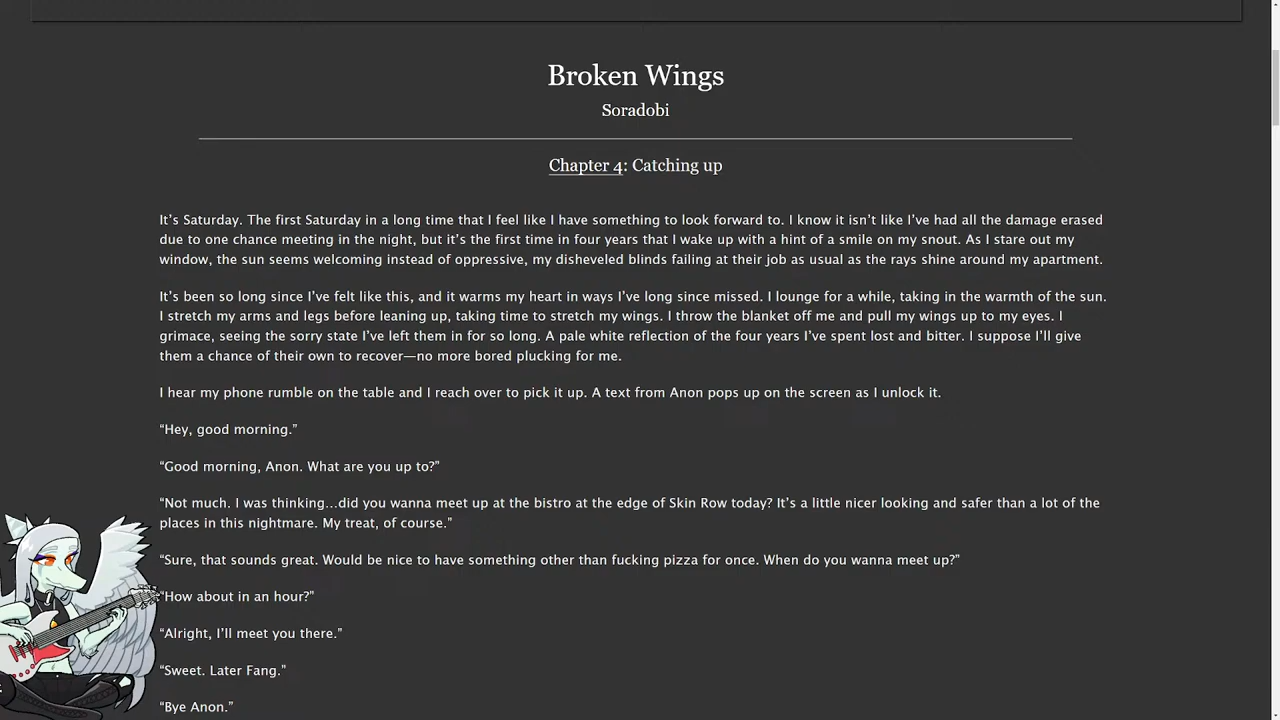 Broken Wings
Soradobi
Chapter 4: Catching up
It’s Saturday. The first Saturday in a long time that I feel like I have something to look forward to. I know it isn’t like I’ve had all the damage erased
due to one chance meeting in the night, but it’s the first time in four years that I wake up with a hint of a smile on my snout. As I stare out my
window, the sun seems welcoming instead of oppressive, my disheveled blinds failing at their job as usual as the rays shine around my apartment.
It’s been so long since I’ve felt like this, and it warms my heart in ways I’ve long since missed. I lounge for a while, taking in the warmth of the sun.
I stretch my arms and legs before leaning up, taking time to stretch my wings. I throw the blanket off me and pull my wings up to my eyes. I
grimace, seeing the sorry state I’ve left them in for so long. A pale white reflection of the four years I’ve spent lost and bitter. I suppose I’ll give
them a chance of their own to recover—no more bored plucking for me.
I hear my phone rumble on the table and I reach over to pick it up. A text from Anon pops up on the screen as I unlock it.
“Hey, good morning.”
“Good morning, Anon. What are you up to?”
“Not much. I was thinking…did you wanna meet up at the bistro at the edge of Skin Row today? It’s a little nicer looking and safer than a lot of the
places in this nightmare. My treat, of course.”
“Sure, that sounds great. Would be nice to have something other than fucking pizza for once. When do you wanna meet up?”
“How about in an hour?”
“Alright, I’ll meet you there.”
“Sweet. Later Fang.”
“Bye Anon.”